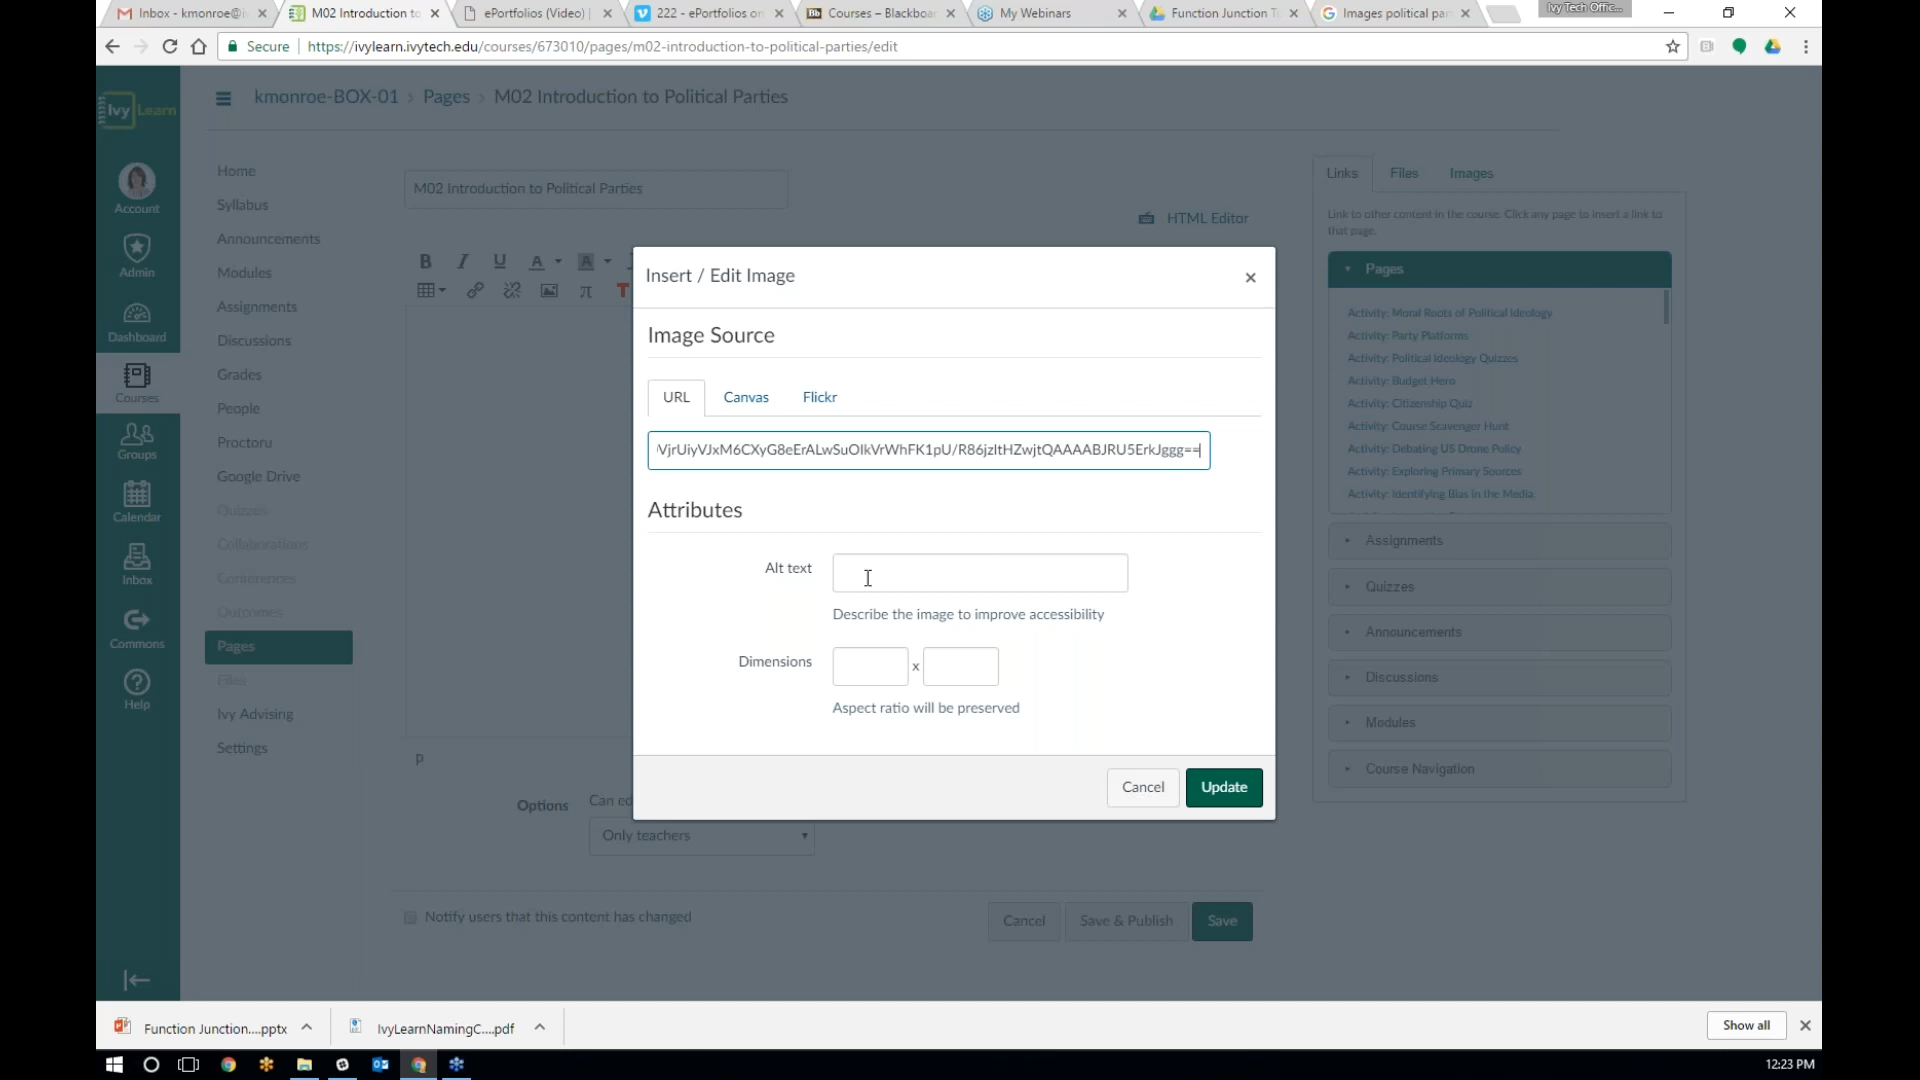 Inbox - kmonroe@i
M02 Introduction to
ePortfolios (Video) |
222 - ePortfolios on
Courses – Blackboar
My Webinars
Function Junction T
Images political par
Ivy Tech Offic...
Secure
https://ivylearn.ivytech.edu/courses/673010/pages/m02-introduction-to-political-parties/edit
Ivy Learn
kmonroe-BOX-01 › Pages › M02 Introduction to Political Parties
Account
Admin
Dashboard
Courses
Groups
Calendar
Inbox
Commons
Help
Home
Syllabus
Announcements
Modules
Assignments
Discussions
Grades
People
Proctoru
Google Drive
Quizzes
Collaborations
Conferences
Outcomes
Pages
Files
Ivy Advising
Settings
M02 Introduction to Political Parties
HTML Editor
B I U A A
π T
p
Options
Can ed
Only teachers
Notify users that this content has changed
Cancel
Save & Publish
Save
Insert / Edit Image
×
Image Source
URL
Canvas
Flickr
VjrUiyVJxM6CXyG8eErALwSuOIkVrWhFK1pU/R86jzItHZwjtQAAAABJRU5ErkJggg==
Attributes
Alt text
Describe the image to improve accessibility
Dimensions
x
Aspect ratio will be preserved
Cancel
Update
Links
Files
Images
Link to other content in the course. Click any page to insert a link to
that page.
Pages
Activity: Moral Roots of Political Ideology
Activity: Party Platforms
Activity: Political Ideology Quizzes
Activity: Budget Hero
Activity: Citizenship Quiz
Activity: Course Scavenger Hunt
Activity: Debating US Drone Policy
Activity: Exploring Primary Sources
Activity: Identifying Bias in the Media
Assignments
Quizzes
Announcements
Discussions
Modules
Course Navigation
Function Junction....pptx
IvyLearnNamingC....pdf
Show all
12:23 PM